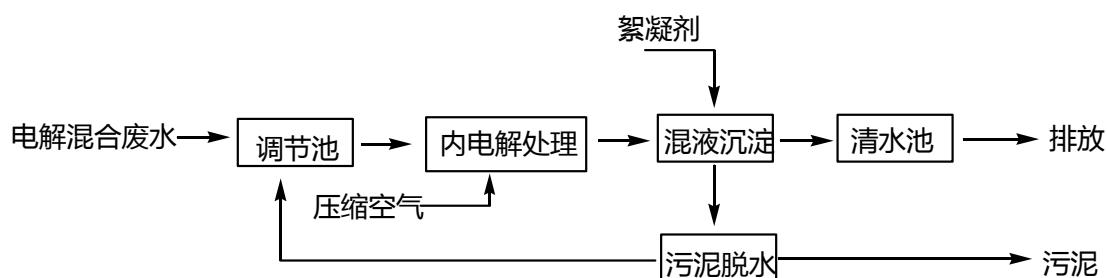 絮凝剂
电解混合废水
调节池
内电解处理
混液沉淀
清水池
排放
压缩空气
污泥脱水
污泥